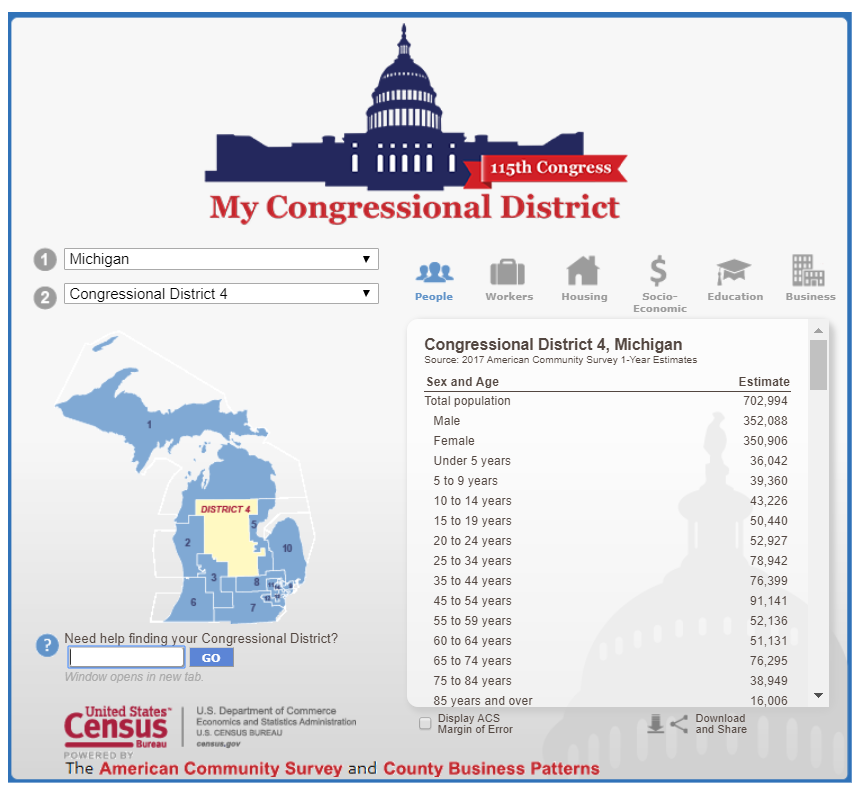 115th Congress
My Congressional District
1 Michigan
2 Congressional District 4
People Workers Housing Socio-Economic Education Business
1
DISTRICT 4
5
2
10
3
8
6
7
Congressional District 4, Michigan
Source: 2017 American Community Survey 1-Year Estimates
Sex and Age Estimate
Total population 702,994
Male 352,088
Female 350,906
Under 5 years 36,042
5 to 9 years 39,360
10 to 14 years 43,226
15 to 19 years 50,440
20 to 24 years 52,927
25 to 34 years 78,942
35 to 44 years 76,399
45 to 54 years 91,141
55 to 59 years 52,136
60 to 64 years 51,131
65 to 74 years 76,295
75 to 84 years 38,949
85 years and over 16,006
? Need help finding your Congressional District?
GO
Window opens in new tab.
Display ACS
Margin of Error
Download
and Share
United States™
Census
Bureau
U.S. Department of Commerce
Economics and Statistics Administration
U.S. CENSUS BUREAU
census.gov
POWERED BY
The American Community Survey and County Business Patterns